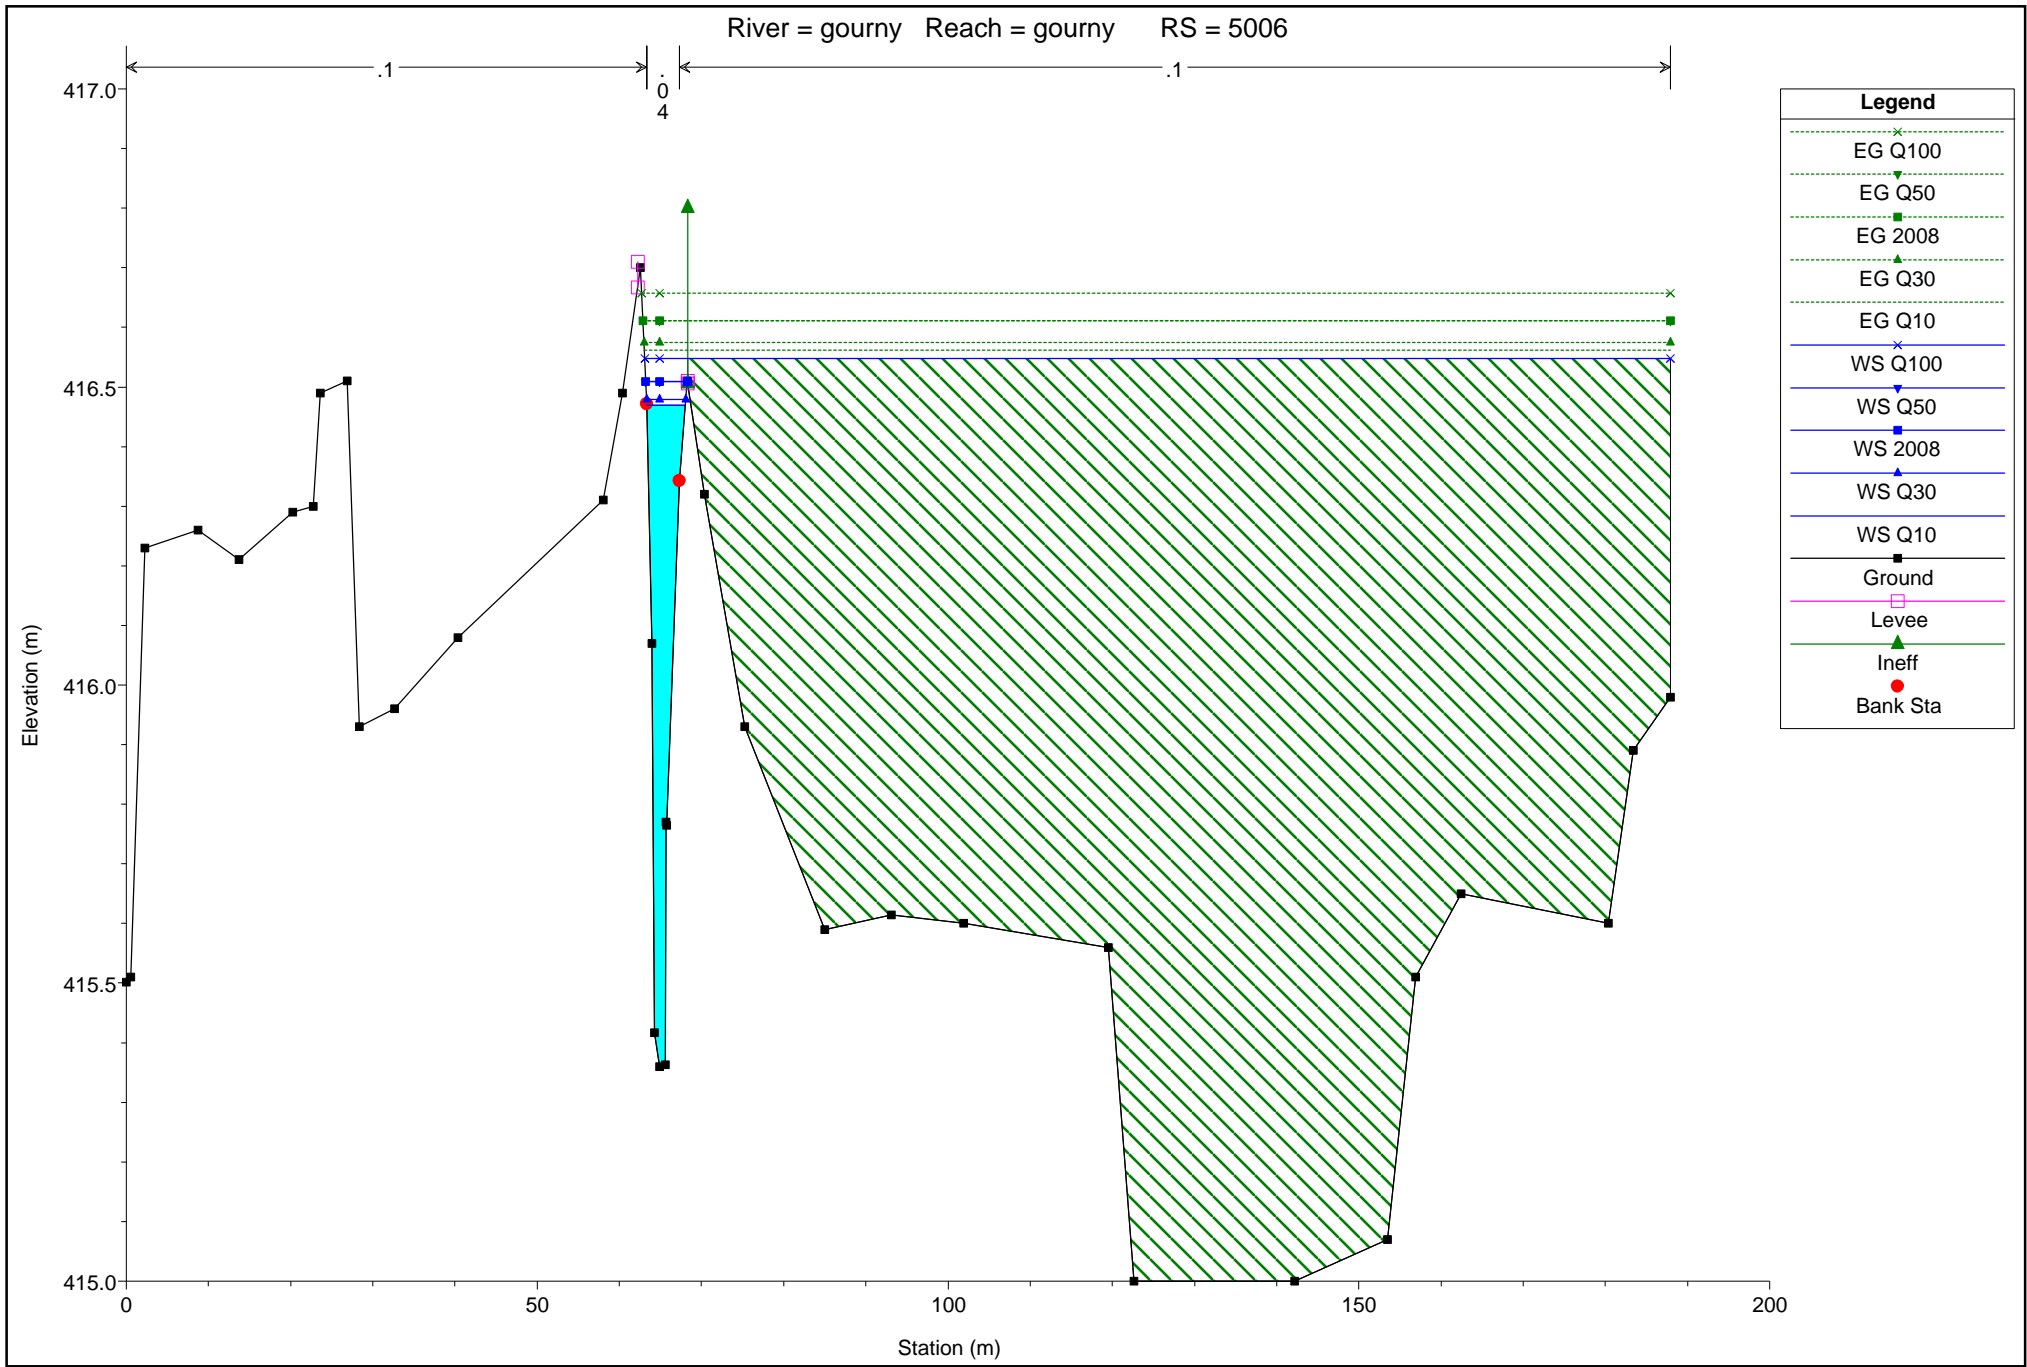 River = gourny   Reach = gourny      RS = 5006
.1
.04
.1
417.0
416.5
416.0
415.5
415.0
Elevation (m)
0
50
100
150
200
Station (m)
Legend
EG Q100
EG Q50
EG 2008
EG Q30
EG Q10
WS Q100
WS Q50
WS 2008
WS Q30
WS Q10
Ground
Levee
Ineff
Bank Sta